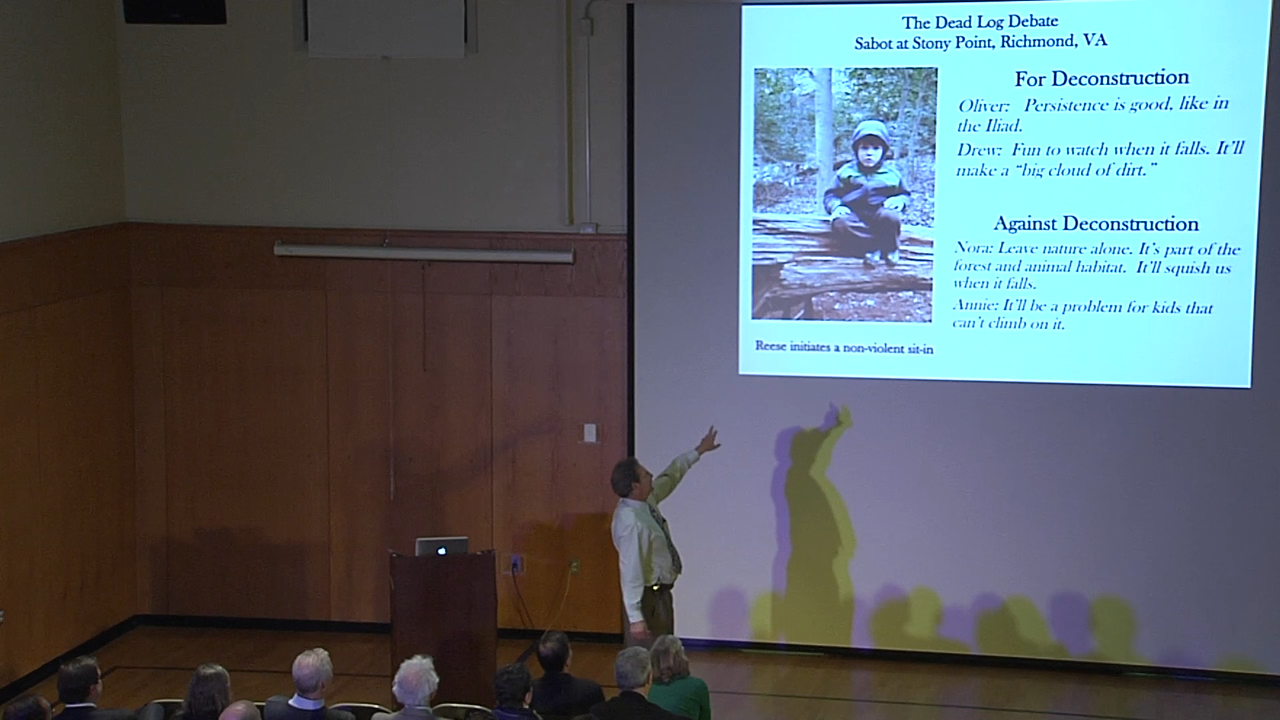 The Dead Log Debate
Sabot at Stony Point, Richmond, VA
For Deconstruction
Oliver: Persistence is good, like in
the Iliad.
Drew: Fun to watch when it falls. It'll
make a "big cloud of dirt."
Against Deconstruction
Nora: Leave nature alone. It's part of the
forest and animal habitat. It'll squish us
when it falls.
Annie: It'll be a problem for kids that
can't climb on it.
Reese initiates a non-violent sit-in